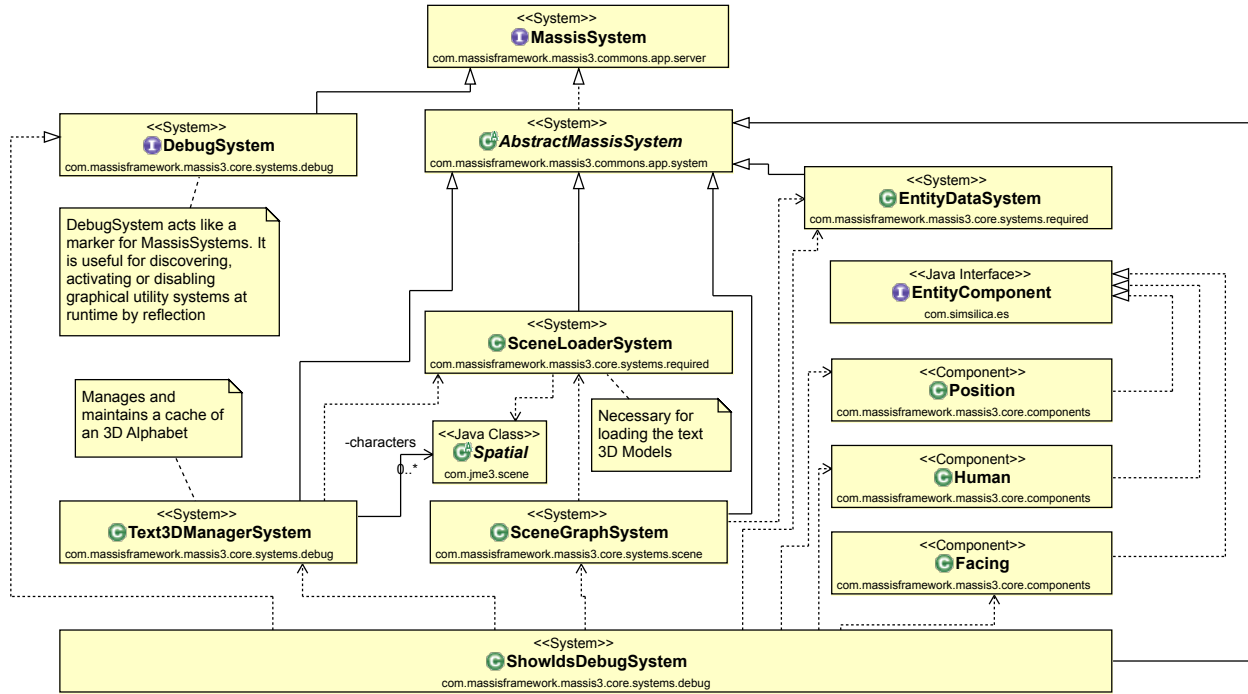 <<System>>
MassisSystem
com.massisframework.massis3.commons.app.server
<<System>>
DebugSystem
com.massisframework.massis3.core.systems.debug
<<System>>
AbstractMassisSystem
com.massisframework.massis3.commons.app.system
<<System>>
EntityDataSystem
com.massisframework.massis3.core.systems.required
DebugSystem acts like a
marker for MassisSystems. It
is useful for discovering,
activating or disabling
graphical utility systems at
runtime by reflection
<<Java Interface>>
EntityComponent
com.simsilica.es
<<System>>
SceneLoaderSystem
com.massisframework.massis3.core.systems.required
<<Component>>
Position
com.massisframework.massis3.core.components
Manages and
maintains a cache of
an 3D Alphabet
Necessary for
loading the text
3D Models
-characters
0..*
<<Java Class>>
Spatial
com.jme3.scene
<<Component>>
Human
com.massisframework.massis3.core.components
<<System>>
Text3DManagerSystem
com.massisframework.massis3.core.systems.debug
<<System>>
SceneGraphSystem
com.massisframework.massis3.core.systems.scene
<<Component>>
Facing
com.massisframework.massis3.core.components
<<System>>
ShowIdsDebugSystem
com.massisframework.massis3.core.systems.debug